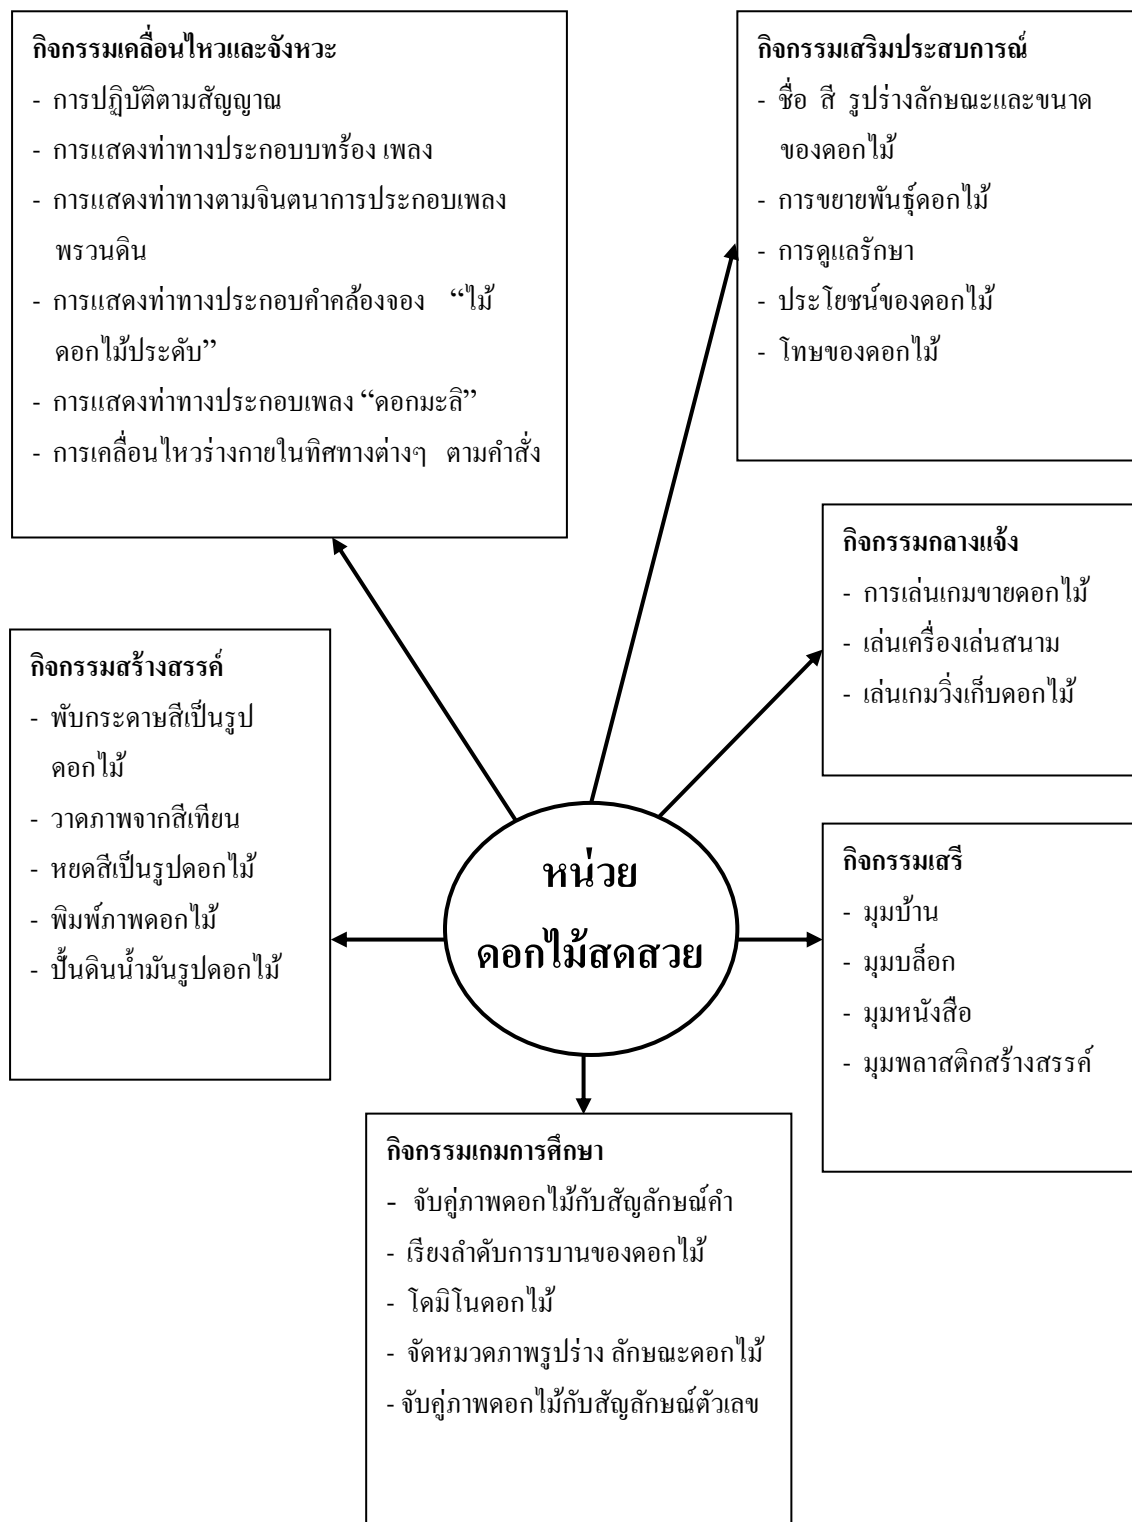 กิจกรรมเคลื่อนไหวและจังหวะ
- การปฏิบัติตามสัญญาณ
- การแสดงท่าทางประกอบบทร้อง เพลง
- การแสดงท่าทางตามจินตนาการประกอบเพลง
พรวนดิน
- การแสดงท่าทางประกอบคำคล้องจอง “ไม้
ดอกไม้ประดับ”
- การแสดงท่าทางประกอบเพลง “ดอกมะลิ”
- การเคลื่อนไหวร่างกายในทิศทางต่างๆ ตามคำสั่ง
กิจกรรมเสริมประสบการณ์
- ชื่อ สี รูปร่างลักษณะและขนาด
ของดอกไม้
- การขยายพันธุ์ดอกไม้
- การดูแลรักษา
- ประโยชน์ของดอกไม้
- โทษของดอกไม้
กิจกรรมกลางแจ้ง
- การเล่นเกมขายดอกไม้
- เล่นเครื่องเล่นสนาม
- เล่นเกมวิ่งเก็บดอกไม้
กิจกรรมสร้างสรรค์
- พับกระดาษสีเป็นรูป
ดอกไม้
- วาดภาพจากสีเทียน
- หยดสีเป็นรูปดอกไม้
- พิมพ์ภาพดอกไม้
- ปั้นดินน้ำมันรูปดอกไม้
หน่วย
ดอกไม้สดสวย
กิจกรรมเสรี
- มุมบ้าน
- มุมบล็อก
- มุมหนังสือ
- มุมพลาสติกสร้างสรรค์
กิจกรรมเกมการศึกษา
- จับคู่ภาพดอกไม้กับสัญลักษณ์คำ
- เรียงลำดับการบานของดอกไม้
- โดมิโนดอกไม้
- จัดหมวดภาพรูปร่าง ลักษณะดอกไม้
- จับคู่ภาพดอกไม้กับสัญลักษณ์ตัวเลข